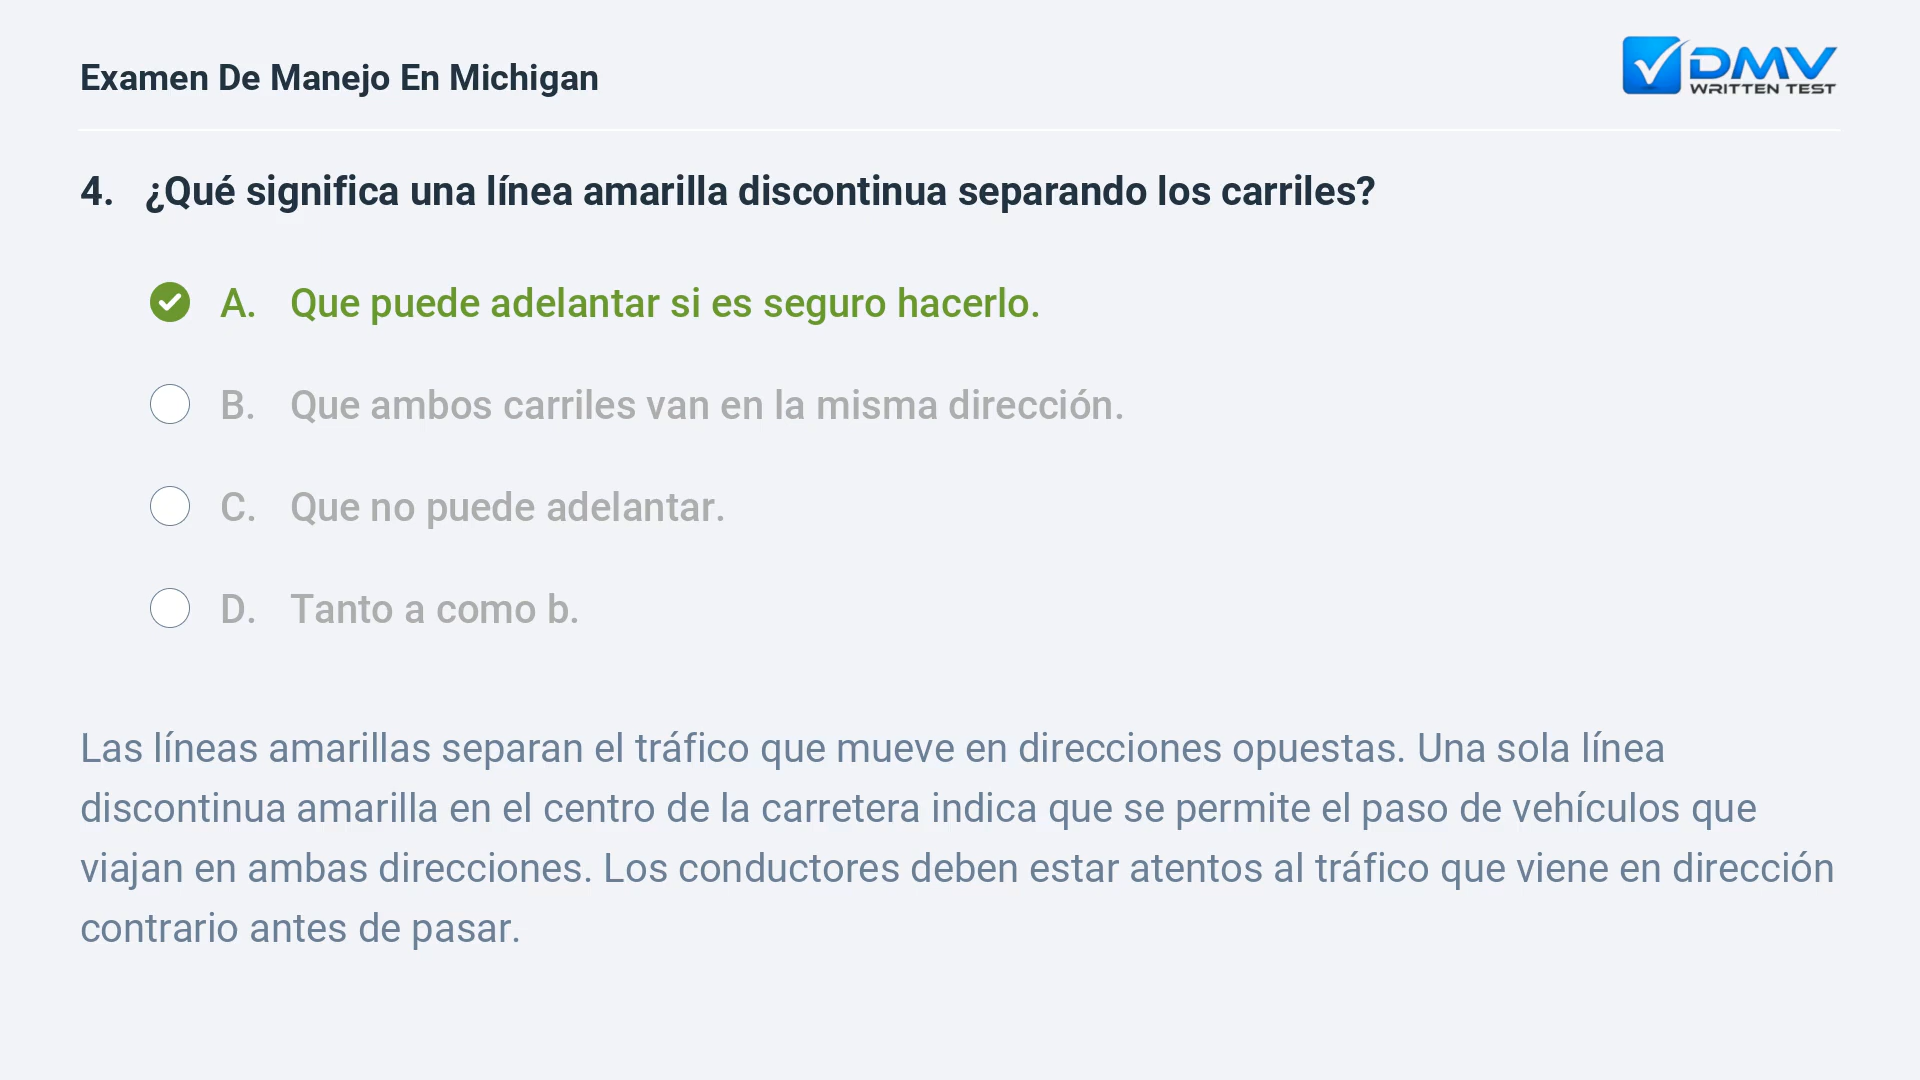 Examen De Manejo En Michigan
DMV
WRITTEN TEST
4. ¿Qué significa una línea amarilla discontinua separando los carriles?
A. Que puede adelantar si es seguro hacerlo.
B. Que ambos carriles van en la misma dirección.
C. Que no puede adelantar.
D. Tanto a como b.
Las líneas amarillas separan el tráfico que mueve en direcciones opuestas. Una sola línea
discontinua amarilla en el centro de la carretera indica que se permite el paso de vehículos que
viajan en ambas direcciones. Los conductores deben estar atentos al tráfico que viene en dirección
contrario antes de pasar.